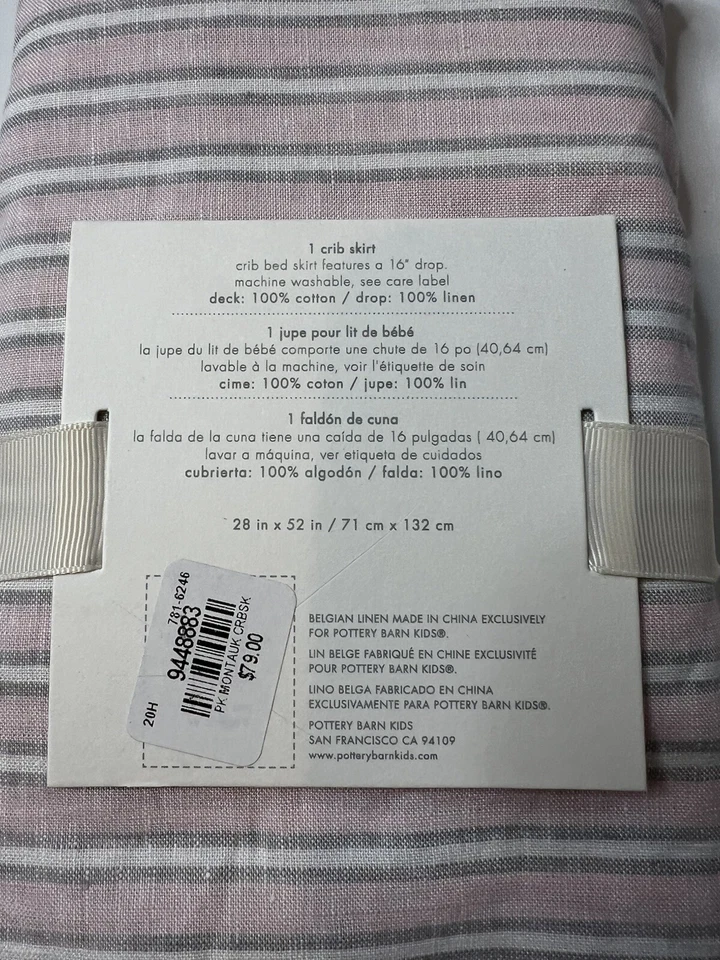 1 crib skirt
crib bed skirt features a 16" drop.
machine washable, see care label
deck: 100% cotton / drop: 100% linen
1 jupe pour lit de bébé
la jupe du lit de bébé comporte une chute de 16 po (40,64 cm)
lavable à la machine, voir l'étiquette de soin
cime: 100% coton / jupe: 100% lin
1 faldón de cuna
la falda de la cuna tiene una caída de 16 pulgadas ( 40,64 cm)
lavar a máquina, ver etiqueta de cuidados
cubrierta: 100% algodón / falda: 100% lino
28 in x 52 in / 71 cm x 132 cm
781-6246
9448883
PK MONTAUK CRBSK
$79.00
20H
BELGIAN LINEN MADE IN CHINA EXCLUSIVELY
FOR POTTERY BARN KIDS®.
LIN BELGE FABRIQUÉ EN CHINE EXCLUSIVITÉ
POUR POTTERY BARN KIDS®.
LINO BELGA FABRICADO EN CHINA
EXCLUSIVAMENTE PARA POTTERY BARN KIDS®.
POTTERY BARN KIDS
SAN FRANCISCO CA 94109
www.potterybarnkids.com